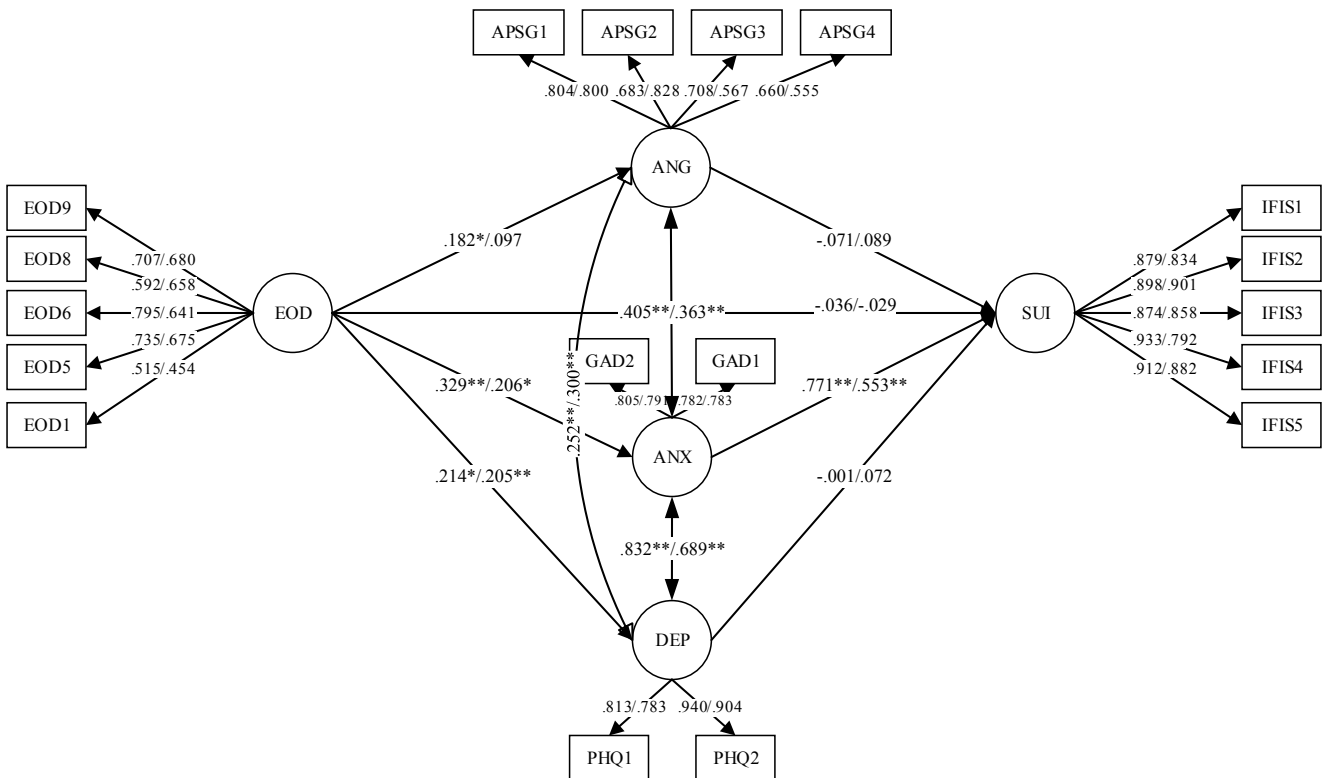 APSG1 APSG2 APSG3 APSG4
.804/.800 .683/.828 .708/.567 .660/.555
ANG
EOD9
EOD8
EOD6
EOD5
EOD1
.707/.680
.592/.658
.795/.641
.735/.675
.515/.454
EOD
.182*/.097
-.071/.089
.405**/.363**
-.036/-.029
.329**/.206*
.252**/.300**
GAD2 GAD1
.805/.791 .782/.783
.771**/.553**
ANX
.214*/.205**
-.001/.072
.832**/.689**
DEP
.813/.783 .940/.904
PHQ1 PHQ2
SUI
.879/.834
.898/.901
.874/.858
.933/.792
.912/.882
IFIS1
IFIS2
IFIS3
IFIS4
IFIS5